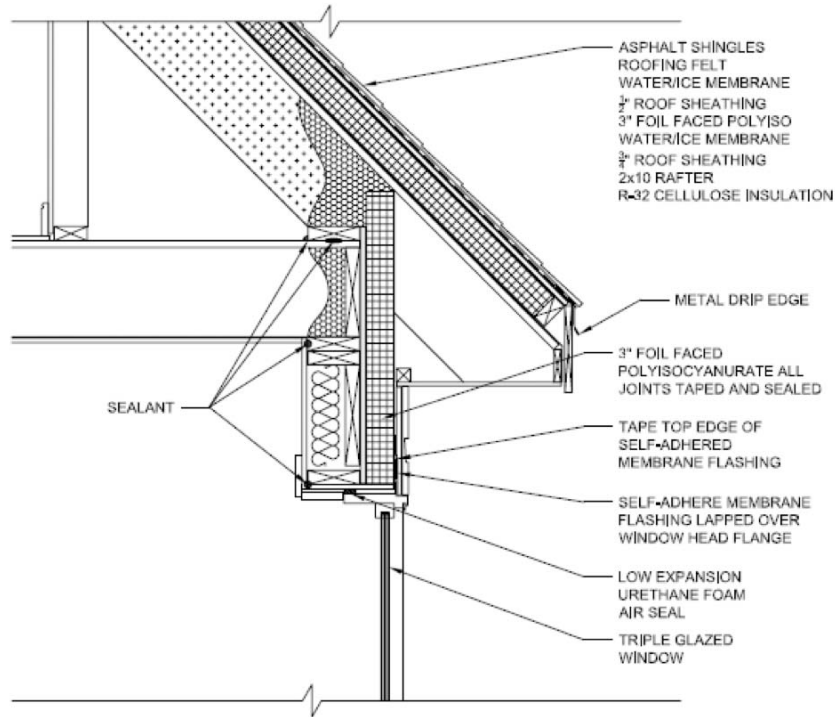 ASPHALT SHINGLES
ROOFING FELT
WATER/ICE MEMBRANE
½" ROOF SHEATHING
3" FOIL FACED POLYISO
WATER/ICE MEMBRANE
¾" ROOF SHEATHING
2x10 RAFTER
R-32 CELLULOSE INSULATION
METAL DRIP EDGE
3" FOIL FACED
POLYISOCYANURATE ALL
JOINTS TAPED AND SEALED
SEALANT
TAPE TOP EDGE OF
SELF-ADHERED
MEMBRANE FLASHING
SELF-ADHERE MEMBRANE
FLASHING LAPPED OVER
WINDOW HEAD FLANGE
LOW EXPANSION
URETHANE FOAM
AIR SEAL
TRIPLE GLAZED
WINDOW